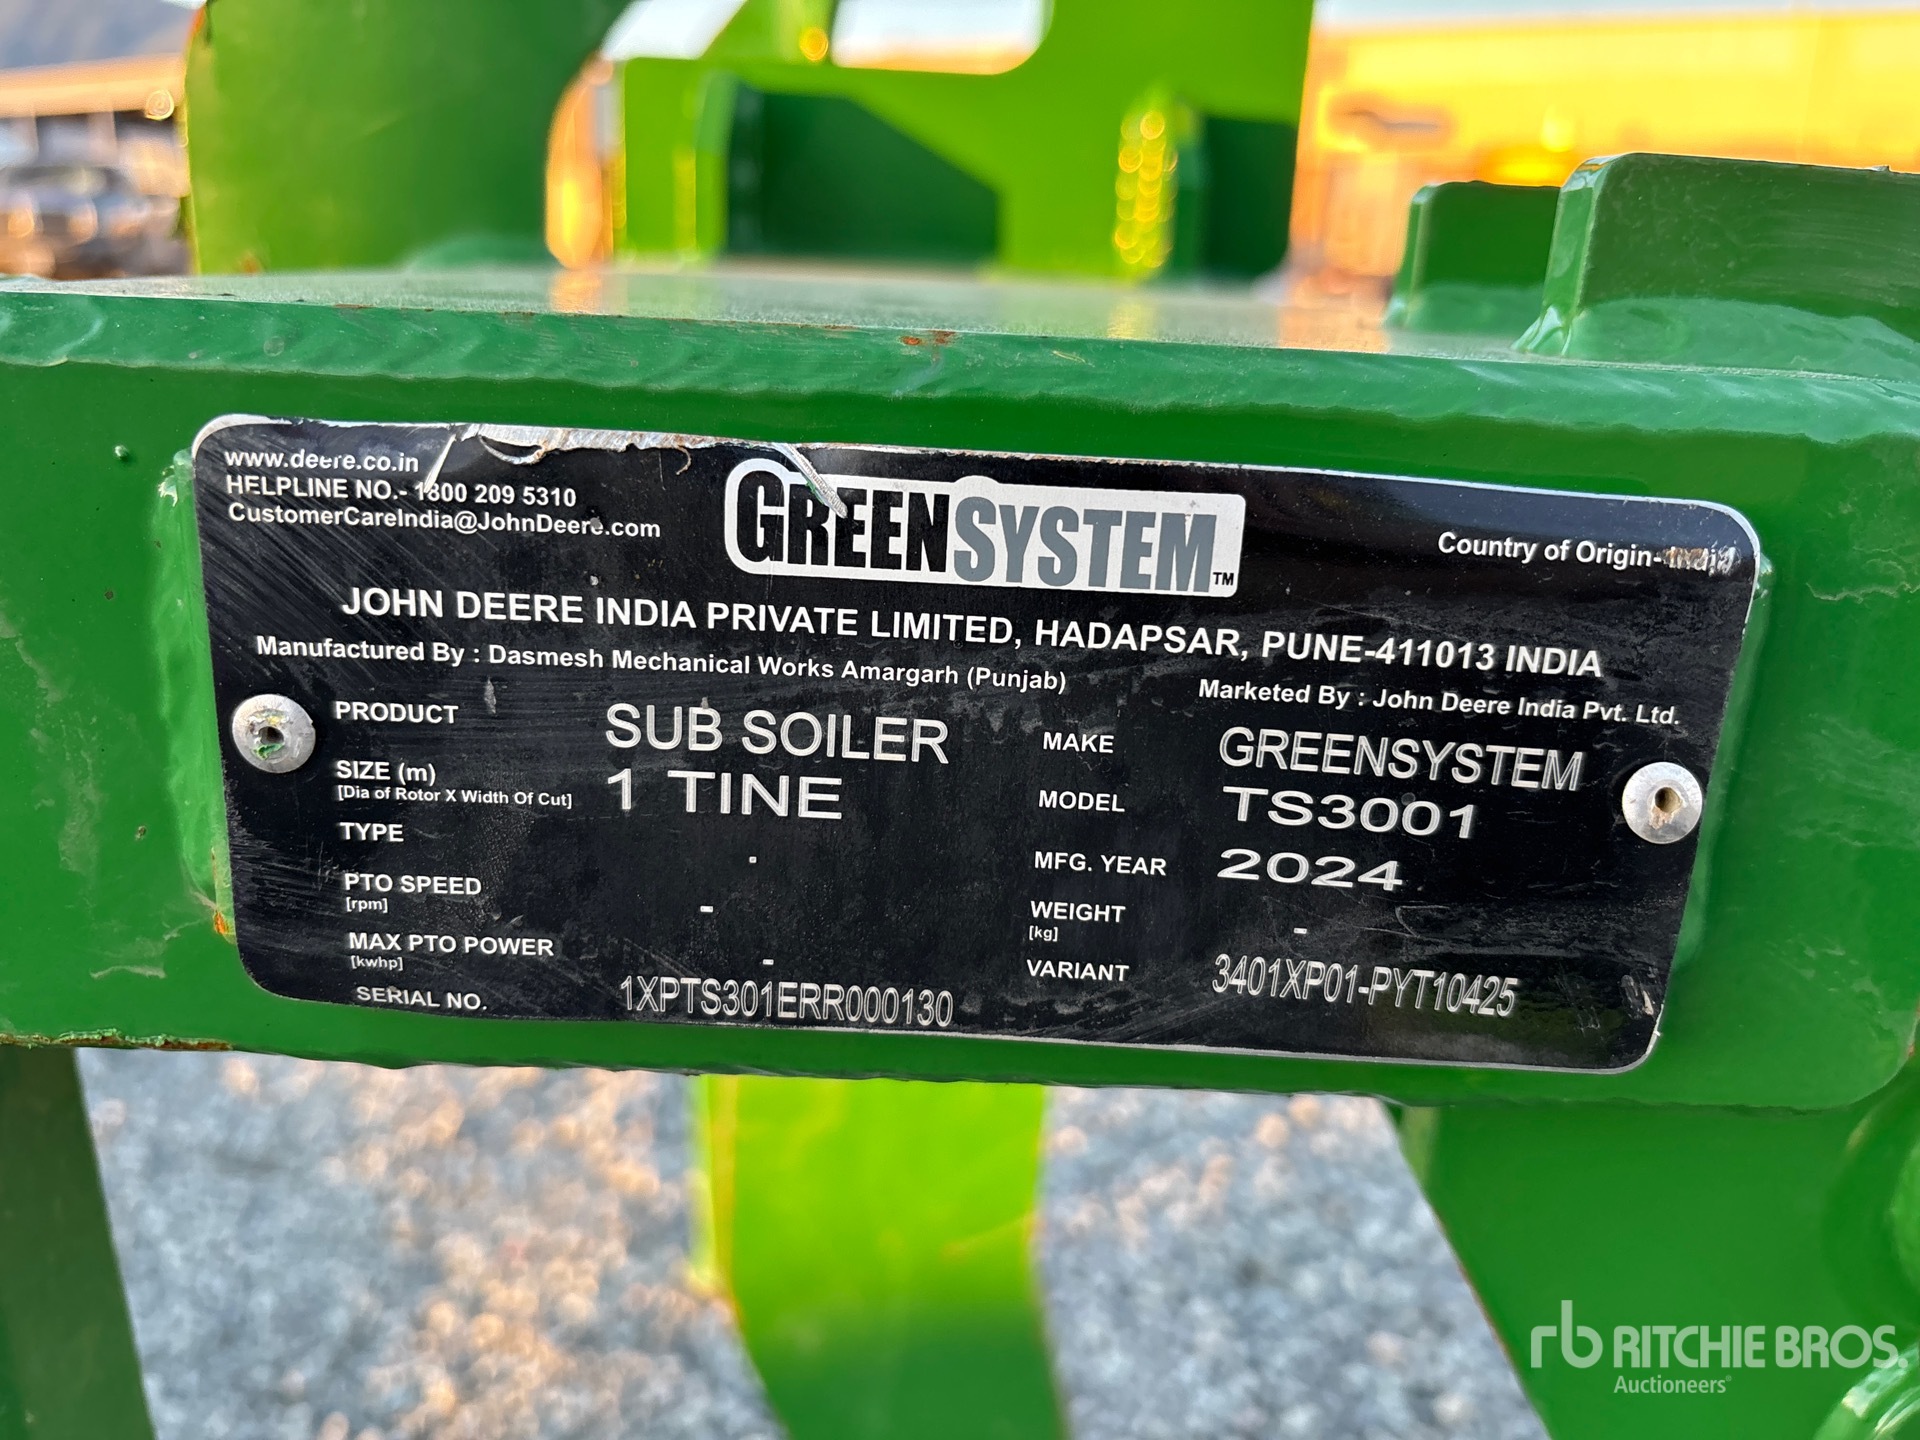 www.deere.co.in
HELPLINE NO.- 1800 209 5310
CustomerCareIndia@JohnDeere.com
GREENSYSTEM™
Country of Origin- India
JOHN DEERE INDIA PRIVATE LIMITED, HADAPSAR, PUNE-411013 INDIA
Manufactured By : Dasmesh Mechanical Works Amargarh (Punjab)
Marketed By : John Deere India Pvt. Ltd.
PRODUCT SUB SOILER
SIZE (m) 1 TINE
[Dia of Rotor X Width Of Cut]
TYPE .
PTO SPEED -
[rpm]
MAX PTO POWER -
[kwhp]
SERIAL NO. 1XPTS301ERR000130
MAKE GREENSYSTEM
MODEL TS3001
MFG. YEAR 2024
WEIGHT -
[kg]
VARIANT 3401XP01-PYT10425
rb RITCHIE BROS.
Auctioneers®